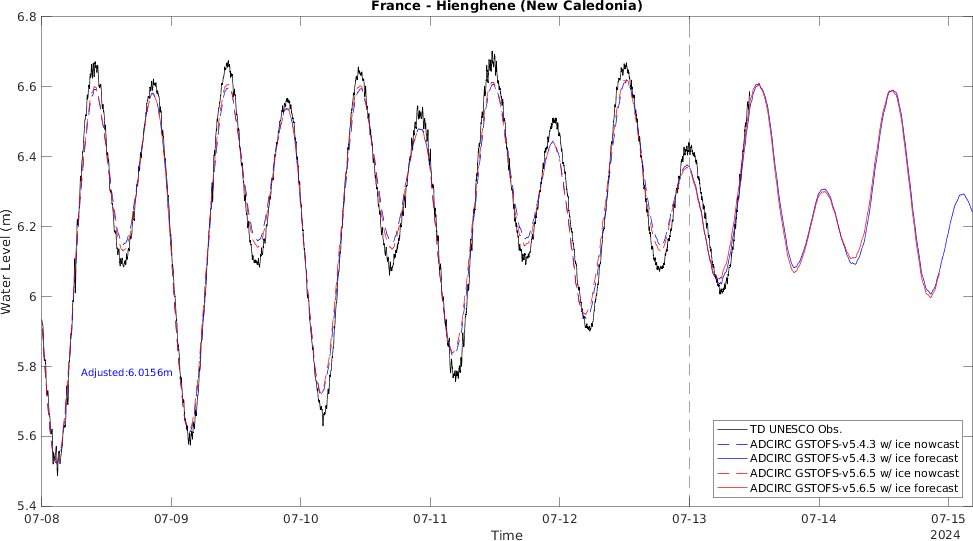 France - Hienghene (New Caledonia)
6.8
6.6
6.4
6.2
6
5.8
5.6
5.4
Water Level (m)
Adjusted:6.0156m
TD UNESCO Obs.
ADCIRC GSTOFS-v5.4.3 w/ ice nowcast
ADCIRC GSTOFS-v5.4.3 w/ ice forecast
ADCIRC GSTOFS-v5.6.5 w/ ice nowcast
ADCIRC GSTOFS-v5.6.5 w/ ice forecast
07-08 07-09 07-10 07-11 07-12 07-13 07-14 07-15
Time 2024